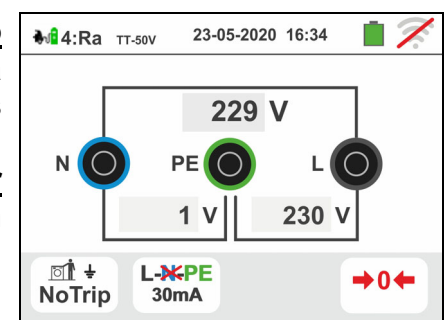 4:Ra TT-50V 23-05-2020 16:34
229 V
N PE L
1 V 230 V
NoTrip
L-N-PE
30mA
0